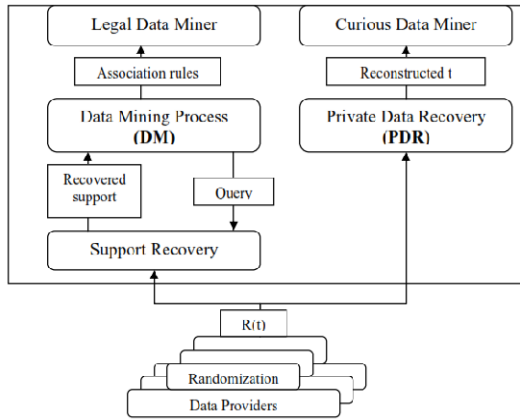 Legal Data Miner
Curious Data Miner
Association rules
Reconstructed t
Data Mining Process
(DM)
Private Data Recovery
(PDR)
Recovered
support
Query
Support Recovery
R(t)
Randomization
Data Providers